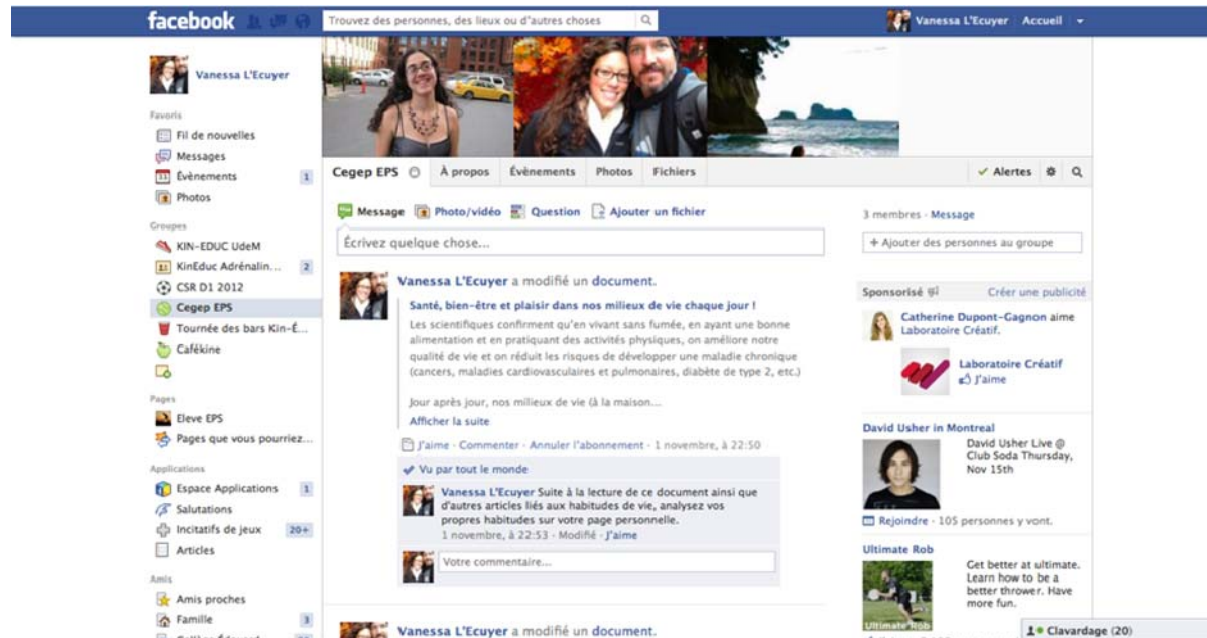 facebook
Trouvez des personnes, des lieux ou d'autres choses
Vanessa L'Ecuyer Accueil
Vanessa L'Ecuyer
Favoris
Fil de nouvelles
Messages
Évènements 1
Photos
Groupes
KIN-EDUC UdeM
KinEduc Adrénalin... 2
CSR D1 2012
Cegep EPS
Tournée des bars Kin-É...
Cafékine
Pages
Eleve EPS
Pages que vous pourriez...
Applications
Espace Applications 1
Salutations
Incitatifs de jeux 20+
Articles
Amis
Amis proches
Famille 3
Cegep EPS À propos Évènements Photos Fichiers
Alertes
Message Photo/vidéo Question Ajouter un fichier
Écrivez quelque chose...
Vanessa L'Ecuyer a modifié un document.
Santé, bien-être et plaisir dans nos milieux de vie chaque jour !
Les scientifiques confirment qu'en vivant sans fumée, en ayant une bonne
alimentation et en pratiquant des activités physiques, on améliore notre
qualité de vie et on réduit les risques de développer une maladie chronique
(cancers, maladies cardiovasculaires et pulmonaires, diabète de type 2, etc.)
Jour après jour, nos milieux de vie (à la maison...
Afficher la suite
J'aime · Commenter · Annuler l'abonnement · 1 novembre, à 22:50
Vu par tout le monde
Vanessa L'Ecuyer Suite à la lecture de ce document ainsi que
d'autres articles liés aux habitudes de vie, analysez vos
propres habitudes sur votre page personnelle.
1 novembre, à 22:53 · Modifié · J'aime
Votre commentaire...
Vanessa L'Ecuyer a modifié un document.
3 membres · Message
+ Ajouter des personnes au groupe
Sponsorisé Créer une publicité
Catherine Dupont-Gagnon aime
Laboratoire Créatif.
Laboratoire Créatif
J'aime
David Usher in Montreal
David Usher Live @
Club Soda Thursday,
Nov 15th
Rejoindre · 105 personnes y vont.
Ultimate Rob
Get better at ultimate.
Learn how to be a
better thrower. Have
more fun.
Ultimate Rob
Clavardage (20)